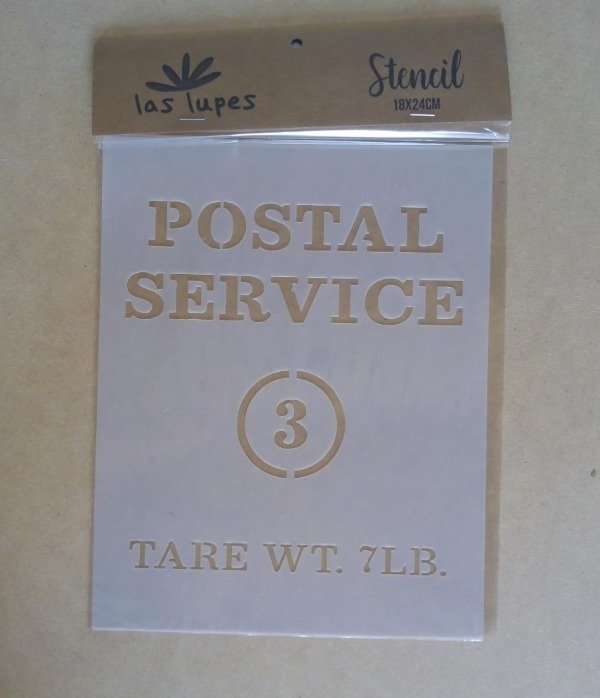 las lupes
Stencil
18X24CM
POSTAL
SERVICE
3
TARE WT. 7LB.